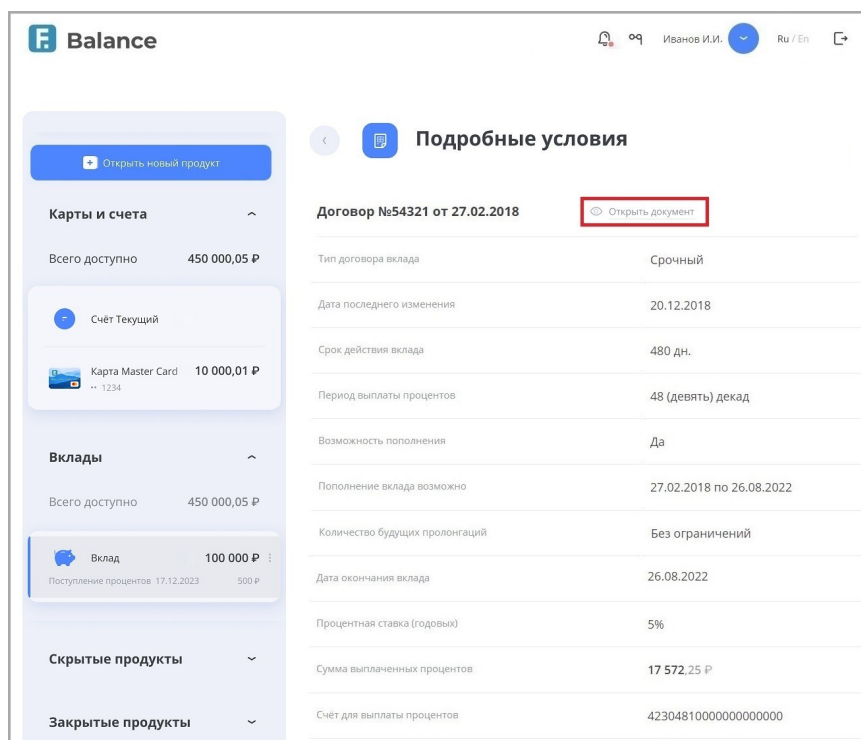 Balance
Иванов И.И.
Ru / En
Открыть новый продукт
Карты и счета
Всего доступно 450 000,05 ₽
Счёт Текущий
Карта Master Card 10 000,01 ₽
•• 1234
Вклады
Всего доступно 450 000,05 ₽
Вклад 100 000 ₽
Поступление процентов 17.12.2023 500 ₽
Скрытые продукты
Закрытые продукты
Подробные условия
Договор №54321 от 27.02.2018 Открыть документ
Тип договора вклада Срочный
Дата последнего изменения 20.12.2018
Срок действия вклада 480 дн.
Период выплаты процентов 48 (девять) декад
Возможность пополнения Да
Пополнение вклада возможно 27.02.2018 по 26.08.2022
Количество будущих пролонгаций Без ограничений
Дата окончания вклада 26.08.2022
Процентная ставка (годовых) 5%
Сумма выплаченных процентов 17 572,25 ₽
Счёт для выплаты процентов 42304810000000000000